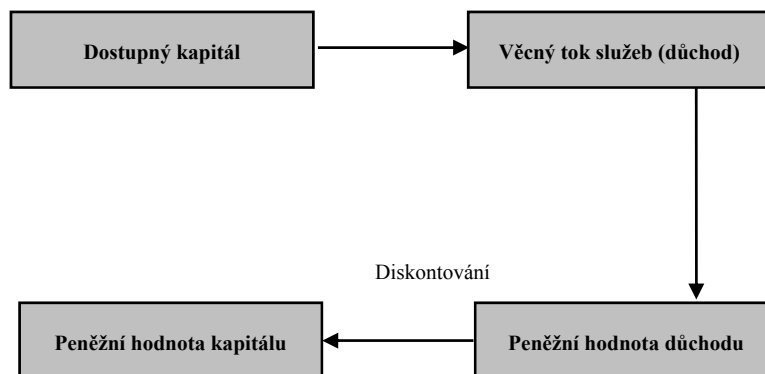 Dostupný kapitál
Věcný tok služeb (důchod)
Diskontování
Peněžní hodnota kapitálu
Peněžní hodnota důchodu